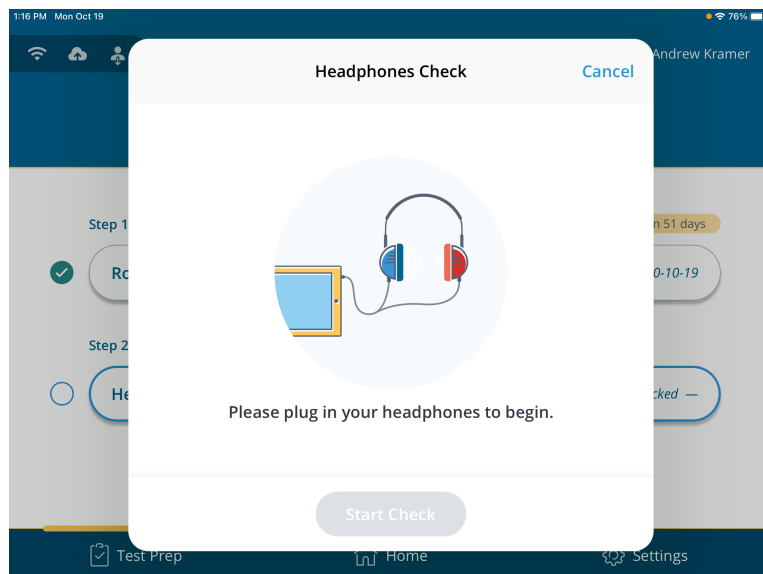 1:16 PM Mon Oct 19
76%
Headphones Check
Cancel
Andrew Kramer
Step 1
n 51 days
Ro
0-10-19
Step 2
He
cked —
Please plug in your headphones to begin.
Start Check
Test Prep
Home
Settings